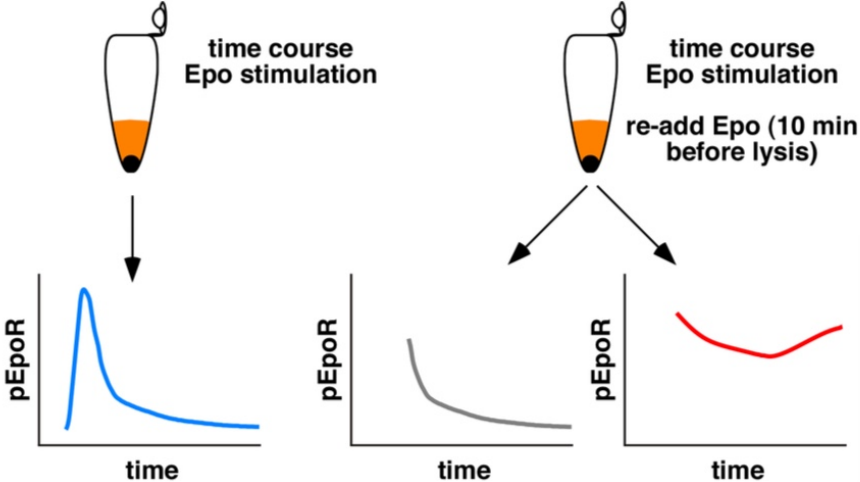 time course
Epo stimulation
time course
Epo stimulation
re-add Epo (10 min
before lysis)
pEpoR
time
pEpoR
time
pEpoR
time